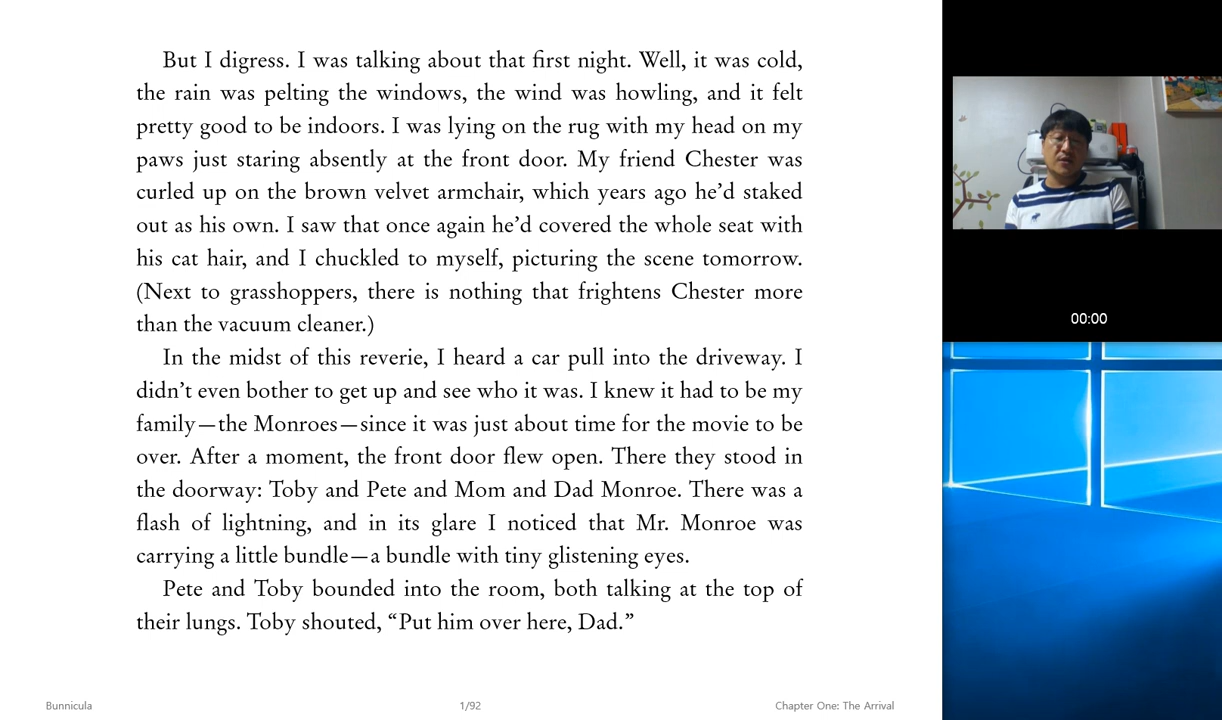 But I digress. I was talking about that first night. Well, it was cold,
the rain was pelting the windows, the wind was howling, and it felt
pretty good to be indoors. I was lying on the rug with my head on my
paws just staring absently at the front door. My friend Chester was
curled up on the brown velvet armchair, which years ago he’d staked
out as his own. I saw that once again he’d covered the whole seat with
his cat hair, and I chuckled to myself, picturing the scene tomorrow.
(Next to grasshoppers, there is nothing that frightens Chester more
than the vacuum cleaner.)
In the midst of this reverie, I heard a car pull into the driveway. I
didn’t even bother to get up and see who it was. I knew it had to be my
family—the Monroes—since it was just about time for the movie to be
over. After a moment, the front door flew open. There they stood in
the doorway: Toby and Pete and Mom and Dad Monroe. There was a
flash of lightning, and in its glare I noticed that Mr. Monroe was
carrying a little bundle—a bundle with tiny glistening eyes.
Pete and Toby bounded into the room, both talking at the top of
their lungs. Toby shouted, “Put him over here, Dad.”
Bunnicula
1/92
Chapter One: The Arrival
00:00